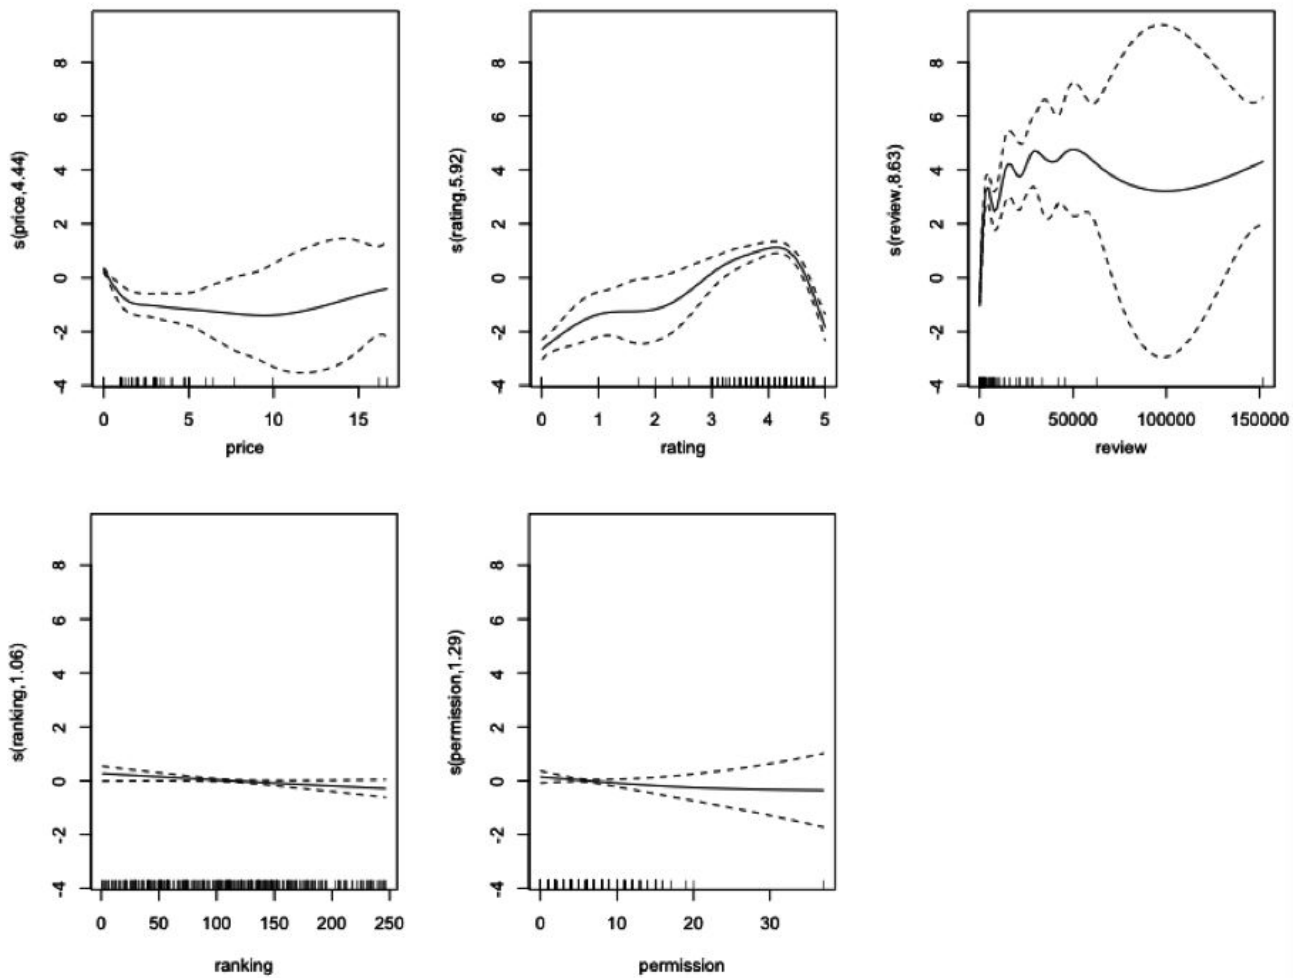 s(price,4.44)
8
6
4
2
0
-2
-4
0 5 10 15
price
s(rating,5.92)
8
6
4
2
0
-2
-4
0 1 2 3 4 5
rating
s(review,8.63)
8
6
4
2
0
-2
-4
0 50000 100000 150000
review
s(ranking,1.06)
8
6
4
2
0
-2
-4
0 50 100 150 200 250
ranking
s(permission,1.29)
8
6
4
2
0
-2
-4
0 10 20 30
permission